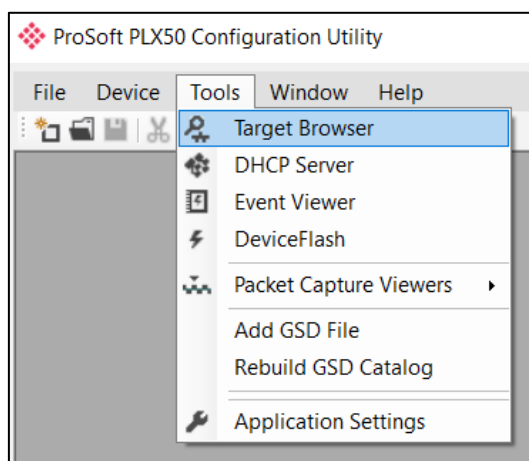 ProSoft PLX50 Configuration Utility
File Device Tools Window Help
Target Browser
DHCP Server
Event Viewer
DeviceFlash
Packet Capture Viewers
Add GSD File
Rebuild GSD Catalog
Application Settings